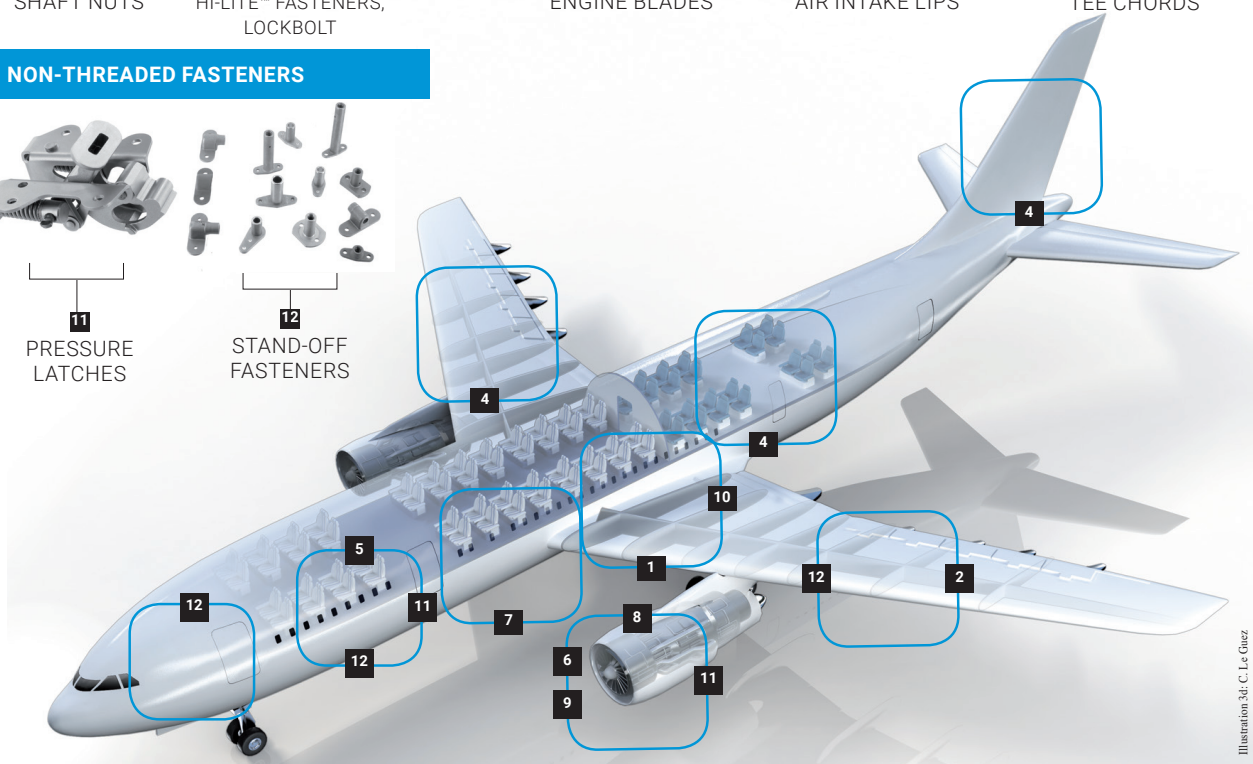 SHAFT NUTS
HI-LITE™ FASTENERS,
LOCKBOLT
ENGINE BLADES
AIR INTAKE LIPS
TEE CHORDS
NON-THREADED FASTENERS
11
PRESSURE
LATCHES
12
STAND-OFF
FASTENERS
4
4
4
10
5
1
12
2
12
11
7
8
12
6
11
9
Illustration 3d: C. Le Guez